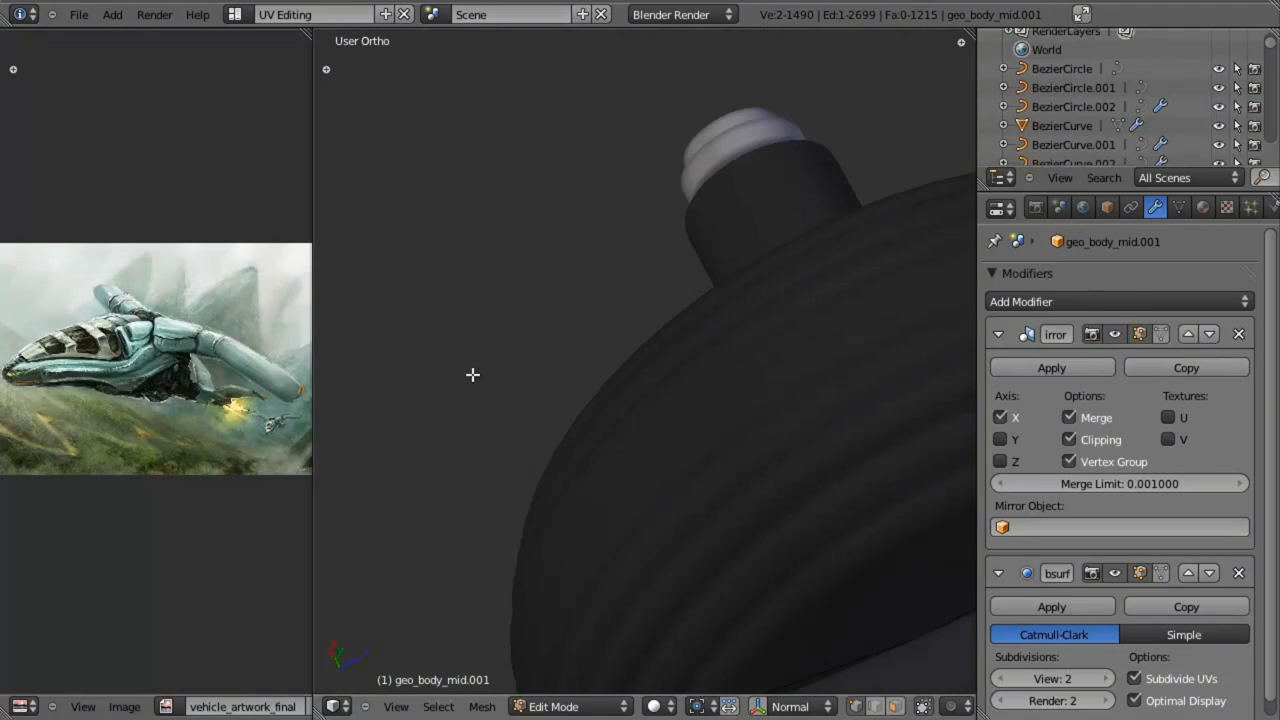 File Add Render Help UV Editing Scene Blender Render Ve:2-1490 | Ed:1-2699 | Fa:0-1215 | geo_body_mid.001
User Ortho
RenderLayers |
World
BezierCircle |
BezierCircle.001 |
BezierCircle.002 |
BezierCurve |
BezierCurve.001 |
BezierCurve.002 |
View Search All Scenes
geo_body_mid.001
Modifiers
Add Modifier
irror
Apply Copy
Axis: Options: Textures:
X Merge U
Y Clipping V
Z Vertex Group
Merge Limit: 0.001000
Mirror Object:
bsurf
Apply Copy
Catmull-Clark Simple
Subdivisions: Options:
View: 2 Subdivide UVs
Render: 2 Optimal Display
(1) geo_body_mid.001
View Image vehicle_artwork_final View Select Mesh Edit Mode Normal